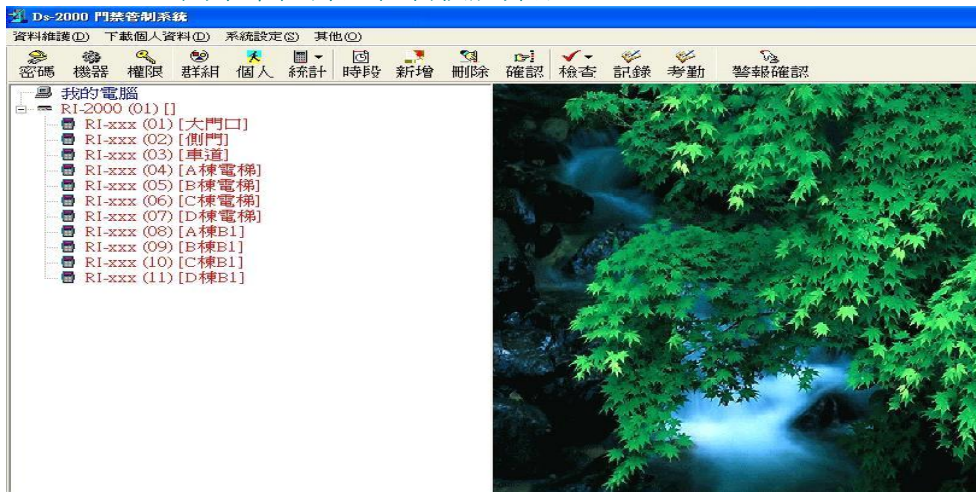 Ds-2000 門禁管制系統
資料維護(D) 下載個人資料(D) 系統設定(S) 其他(O)
密碼 機器 權限 群組 個人 統計 時段 新增 刪除 確認 檢查 記錄 考勤 警報確認
我的電腦
RI-2000 (01) []
RI-xxx (01) [大門口]
RI-xxx (02) [側門]
RI-xxx (03) [車道]
RI-xxx (04) [A棟電梯]
RI-xxx (05) [B棟電梯]
RI-xxx (06) [C棟電梯]
RI-xxx (07) [D棟電梯]
RI-xxx (08) [A棟B1]
RI-xxx (09) [B棟B1]
RI-xxx (10) [C棟B1]
RI-xxx (11) [D棟B1]